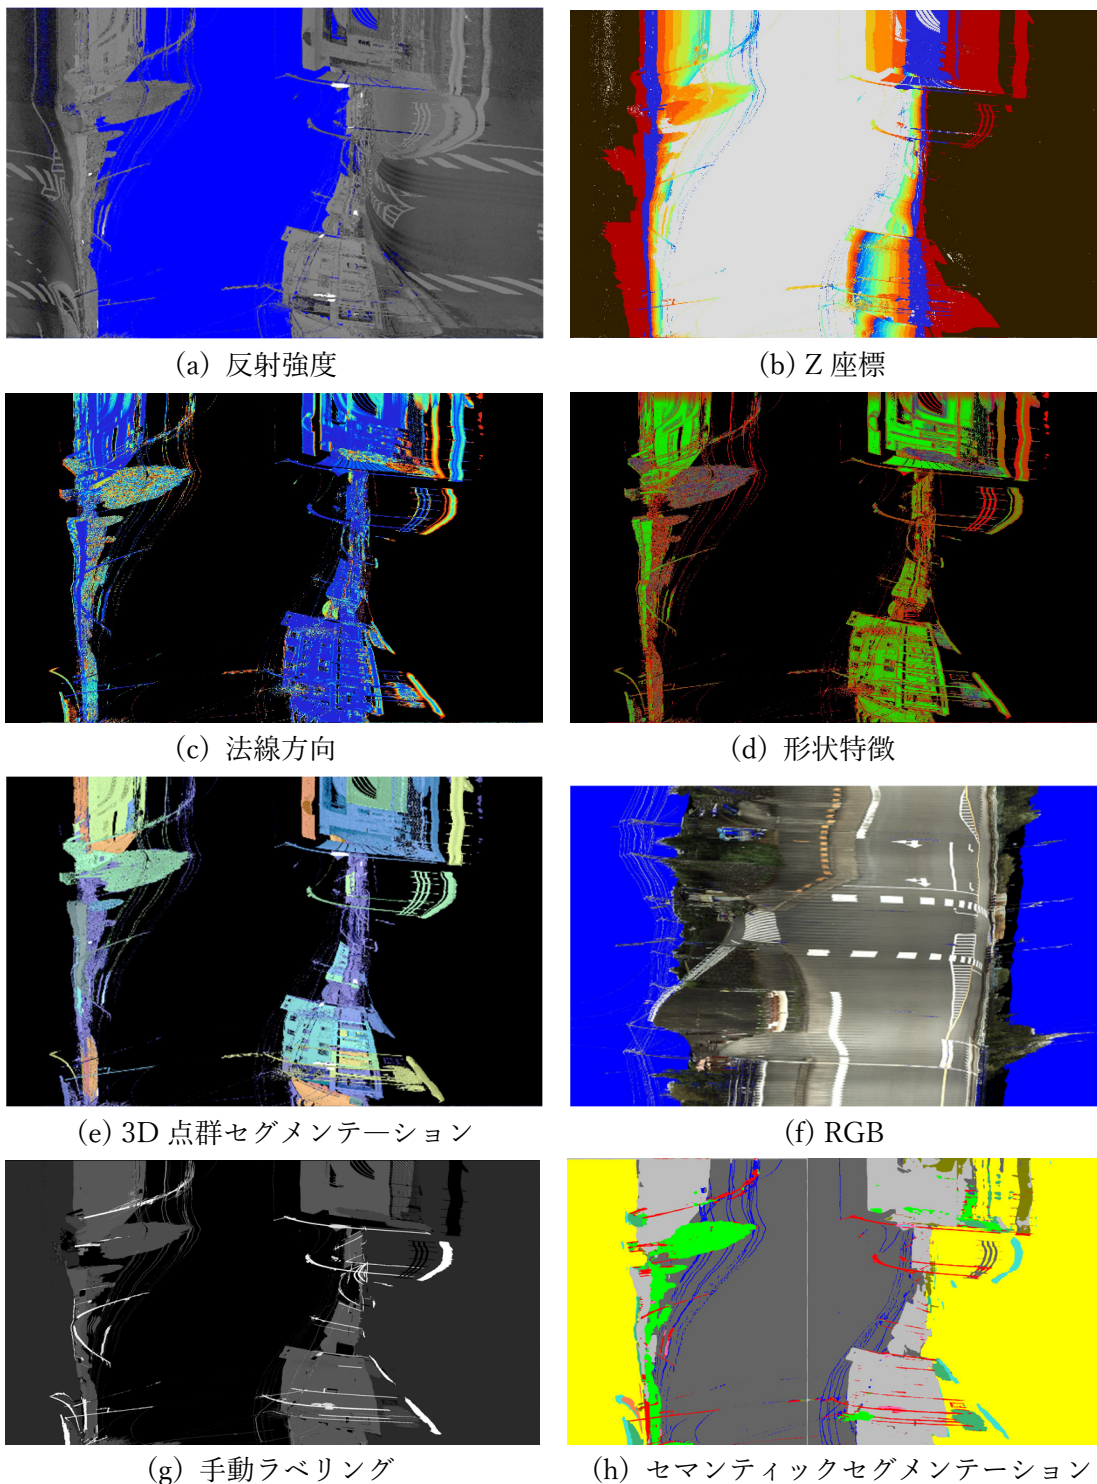 (a) 反射強度
(b) Z 座標
(c) 法線方向
(d) 形状特徴
(e) 3D 点群セグメンテーション
(f) RGB
(g) 手動ラベリング
(h) セマンティックセグメンテーション